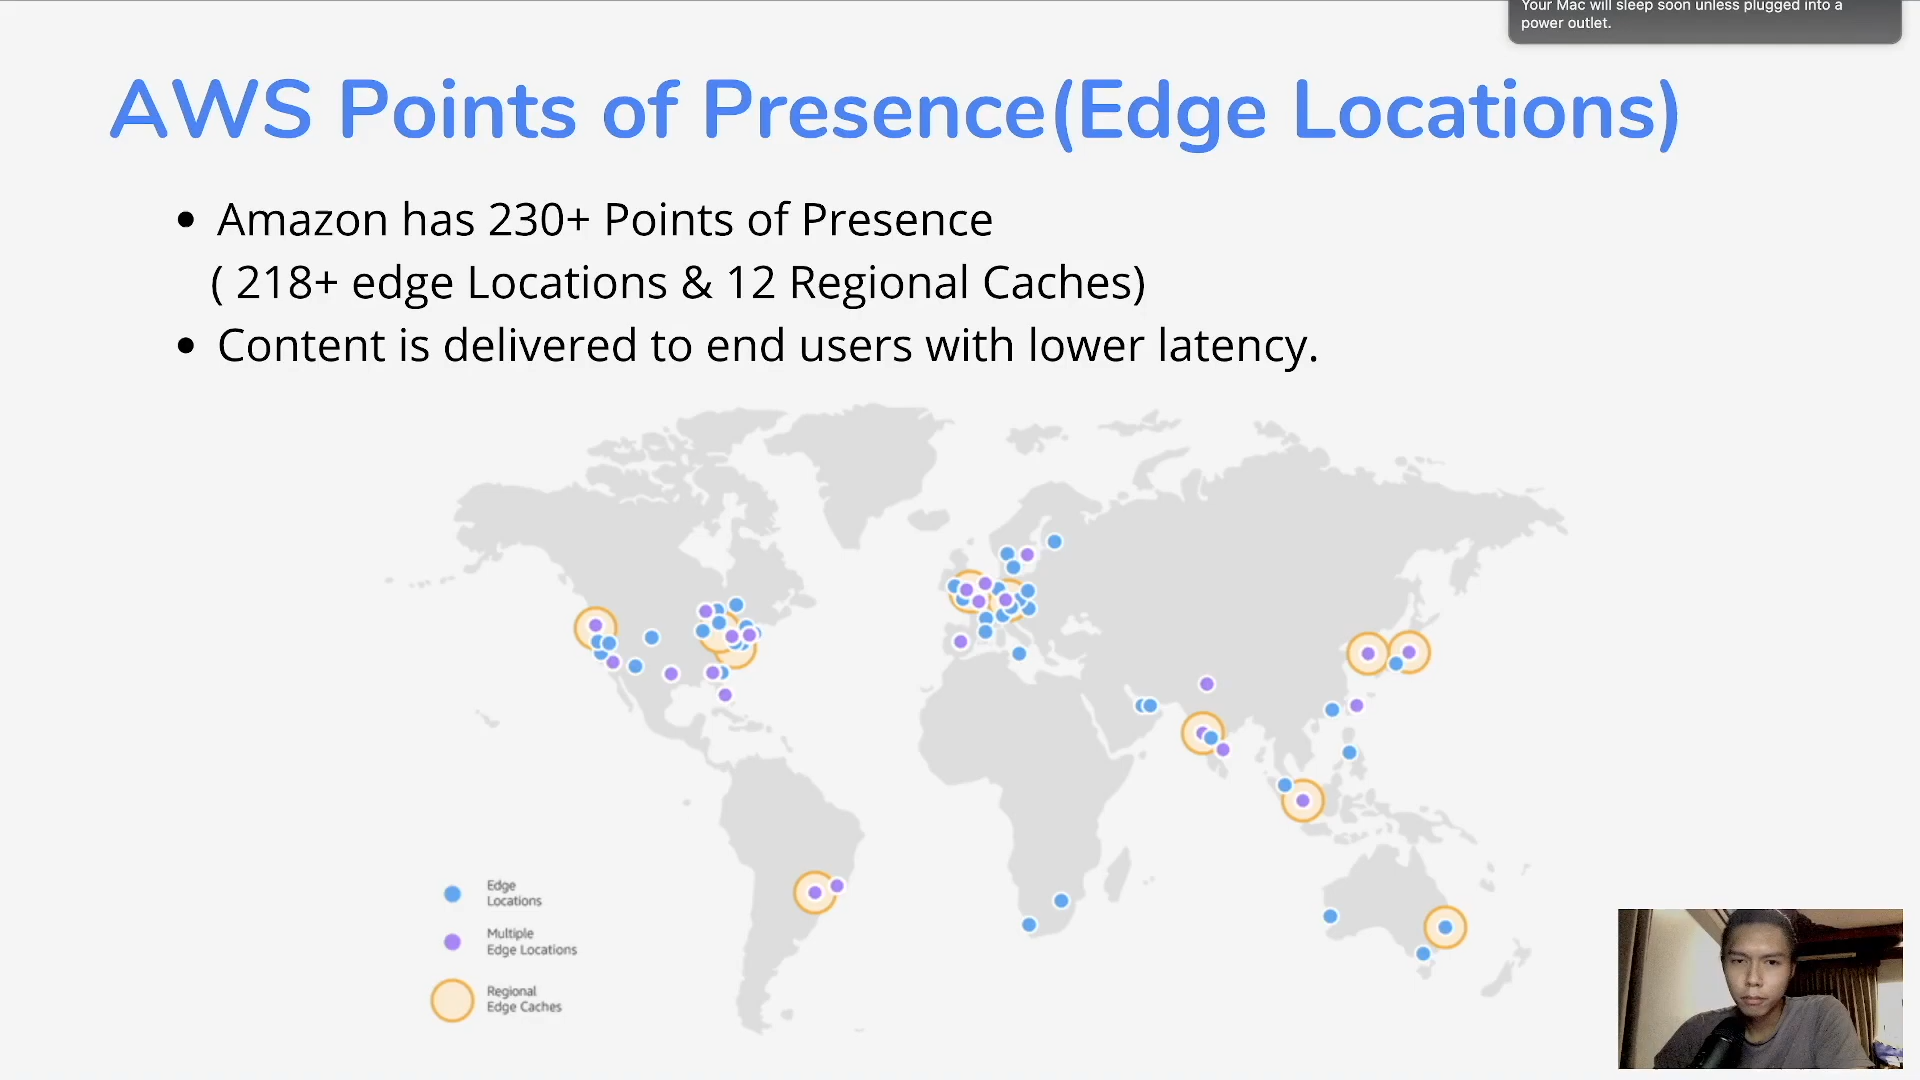 Your Mac will sleep soon unless plugged into a
power outlet.
AWS Points of Presence(Edge Locations)
• Amazon has 230+ Points of Presence
( 218+ edge Locations & 12 Regional Caches)
• Content is delivered to end users with lower latency.
Edge
Locations
Multiple
Edge Locations
Regional
Edge Caches